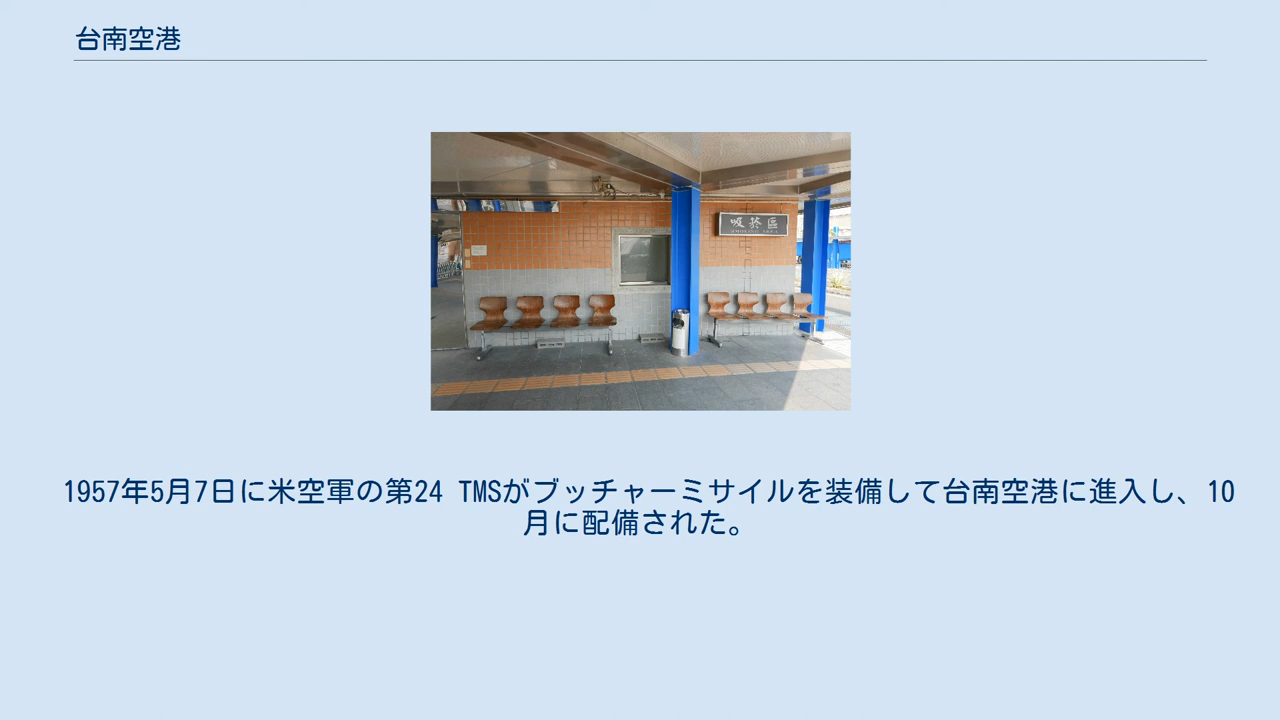 台南空港
吸菸區
SMOKING AREA
1957年5月7日に米空軍の第24 TMSがブッチャーミサイルを装備して台南空港に進入し、10
月に配備された。